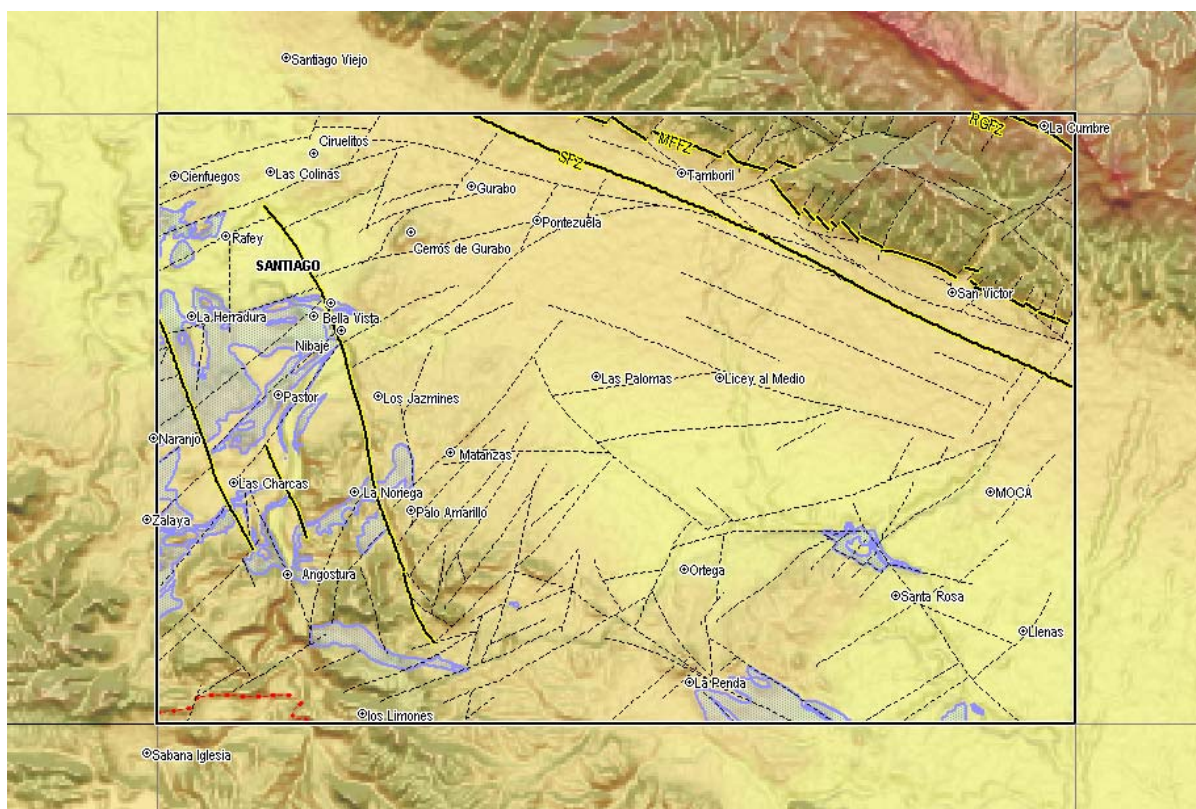 Santiago Viejo
La Cumbre
RGFZ
MFFZ
SFZ
Ciruelitos
Cienfuegos
Las Colinas
Gurabo
Tamboril
Pontezuela
Rafey
Cerros de Gurabo
SANTIAGO
San Victor
La Herradura
Bella Vista
Nibaje
Las Palomas
Licey al Medio
Pastor
Los Jazmines
Naranjo
Matanzas
Las Charcas
La Noriega
MOCA
Zalaya
Palo Amarillo
Angostura
Ortega
Santa Rosa
Llenas
La Penda
los Limones
Sabana Iglesia